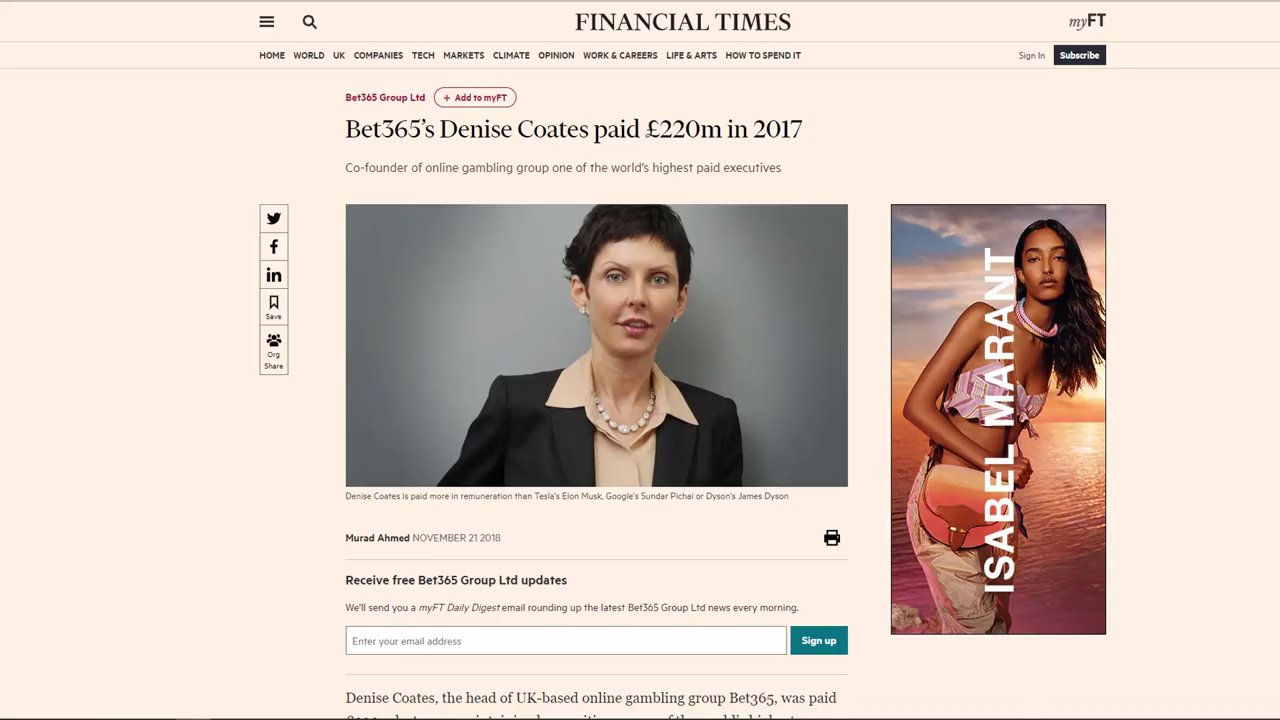 FINANCIAL TIMES
myFT
HOME WORLD UK COMPANIES TECH MARKETS CLIMATE OPINION WORK & CAREERS LIFE & ARTS HOW TO SPEND IT
Sign In Subscribe
Bet365 Group Ltd + Add to myFT
Bet365's Denise Coates paid £220m in 2017
Co-founder of online gambling group one of the world's highest paid executives
Save
Org
Share
Denise Coates is paid more in remuneration than Tesla's Elon Musk, Google's Sundar Pichai or Dyson's James Dyson
Murad Ahmed NOVEMBER 21 2018
Receive free Bet365 Group Ltd updates
We'll send you a myFT Daily Digest email rounding up the latest Bet365 Group Ltd news every morning.
Enter your email address
Sign up
Denise Coates, the head of UK-based online gambling group Bet365, was paid
ISABEL MARANT